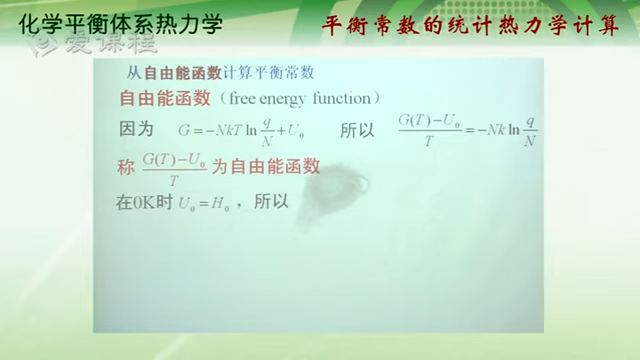 化学平衡体系热力学
平衡常数的统计热力学计算
爱课程
从自由能函数计算平衡常数
自由能函数（free energy function）
因为 G=-NkT ln q/N +U₀ 所以 G(T)-U₀/T =-Nk ln q/N
称 G(T)-U₀/T 为自由能函数
在0K时 U₀=H₀ ，所以